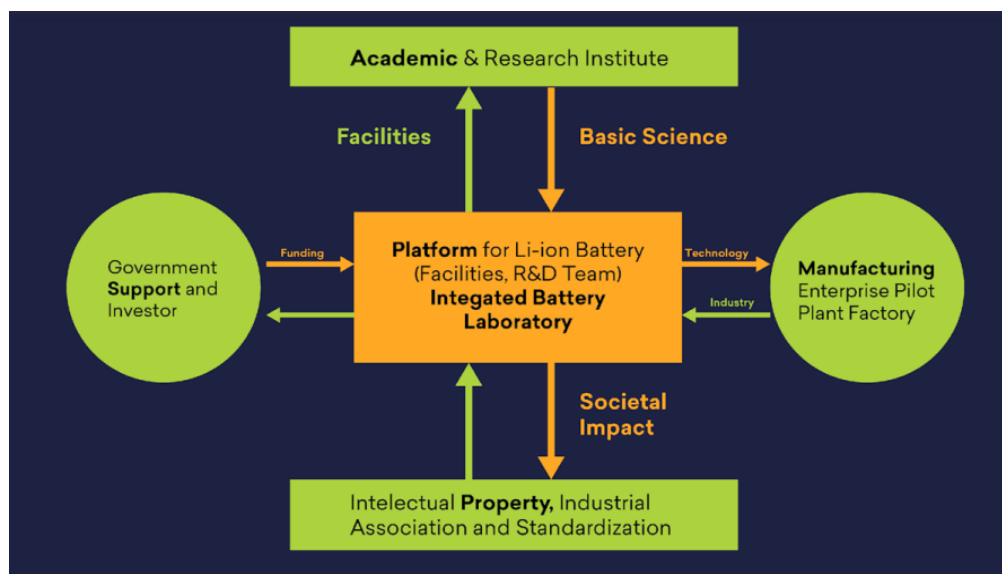 Academic & Research Institute
Facilities
Basic Science
Government
Support and
Investor
Funding
Platform for Li-ion Battery
(Facilities, R&D Team)
Integated Battery
Laboratory
Technology
Industry
Manufacturing
Enterprise Pilot
Plant Factory
Societal
Impact
Intelectual Property, Industrial
Association and Standardization